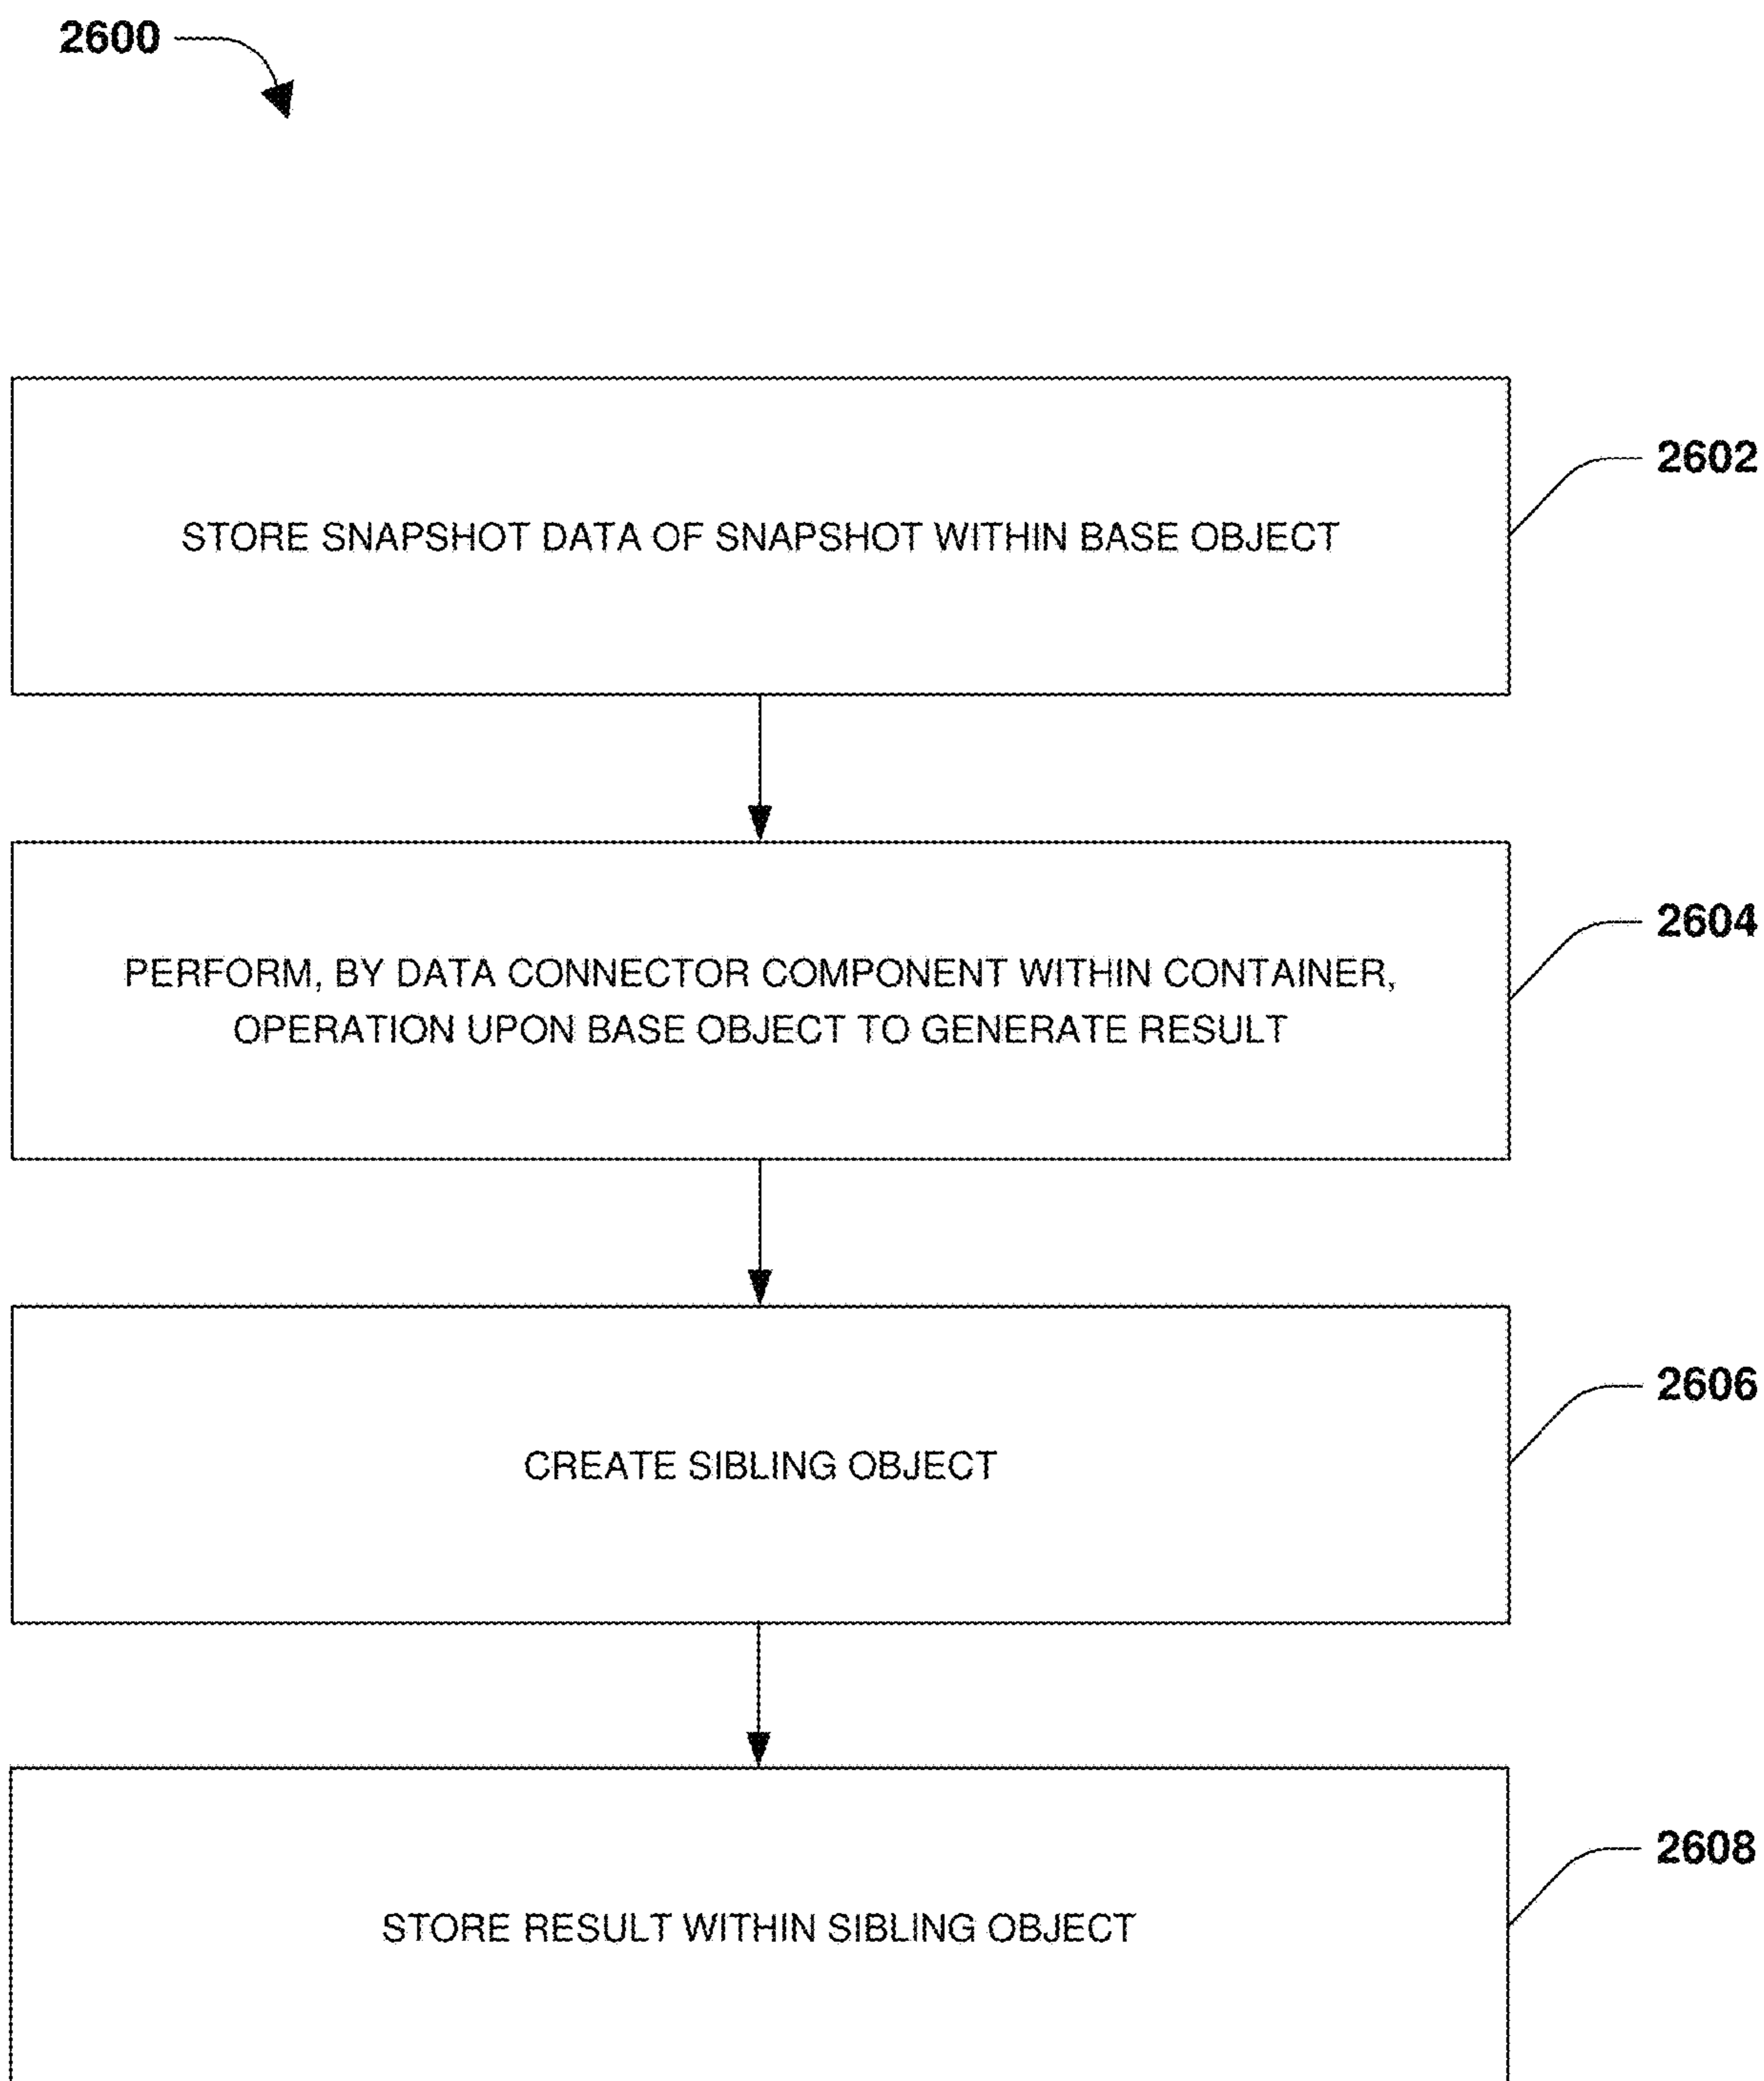 2600
STORE SNAPSHOT DATA OF SNAPSHOT WITHIN BASE OBJECT
2602
PERFORM, BY DATA CONNECTOR COMPONENT WITHIN CONTAINER,
OPERATION UPON BASE OBJECT TO GENERATE RESULT
2604
CREATE SIBLING OBJECT
2606
STORE RESULT WITHIN SIBLING OBJECT
2608